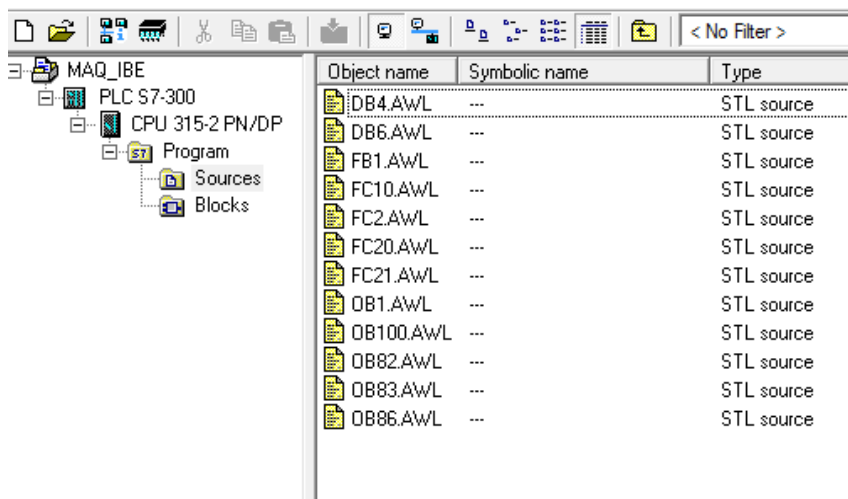 < No Filter >
MAQ_IBE
PLC S7-300
CPU 315-2 PN/DP
S7 Program
Sources
Blocks
Object name Symbolic name Type
DB4.AWL --- STL source
DB6.AWL --- STL source
FB1.AWL --- STL source
FC10.AWL --- STL source
FC2.AWL --- STL source
FC20.AWL --- STL source
FC21.AWL --- STL source
OB1.AWL --- STL source
OB100.AWL --- STL source
OB82.AWL --- STL source
OB83.AWL --- STL source
OB86.AWL --- STL source